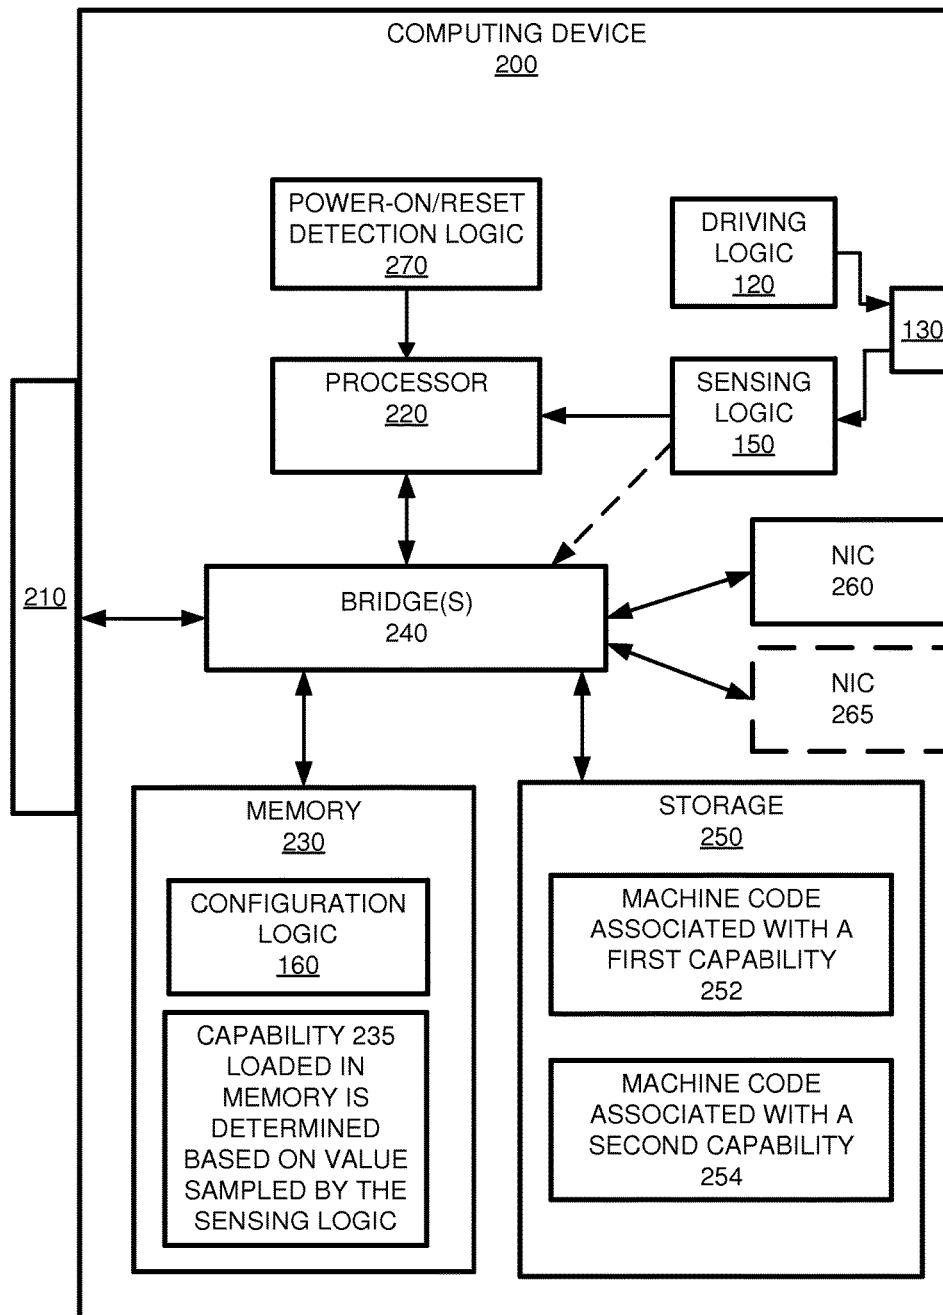 COMPUTING DEVICE
200
POWER-ON/RESET
DETECTION LOGIC
270
DRIVING
LOGIC
120
130
PROCESSOR
220
SENSING
LOGIC
150
210
BRIDGE(S)
240
NIC
260
NIC
265
MEMORY
230
CONFIGURATION
LOGIC
160
CAPABILITY 235
LOADED IN
MEMORY IS
DETERMINED
BASED ON VALUE
SAMPLED BY THE
SENSING LOGIC
STORAGE
250
MACHINE CODE
ASSOCIATED WITH A
FIRST CAPABILITY
252
MACHINE CODE
ASSOCIATED WITH A
SECOND CAPABILITY
254